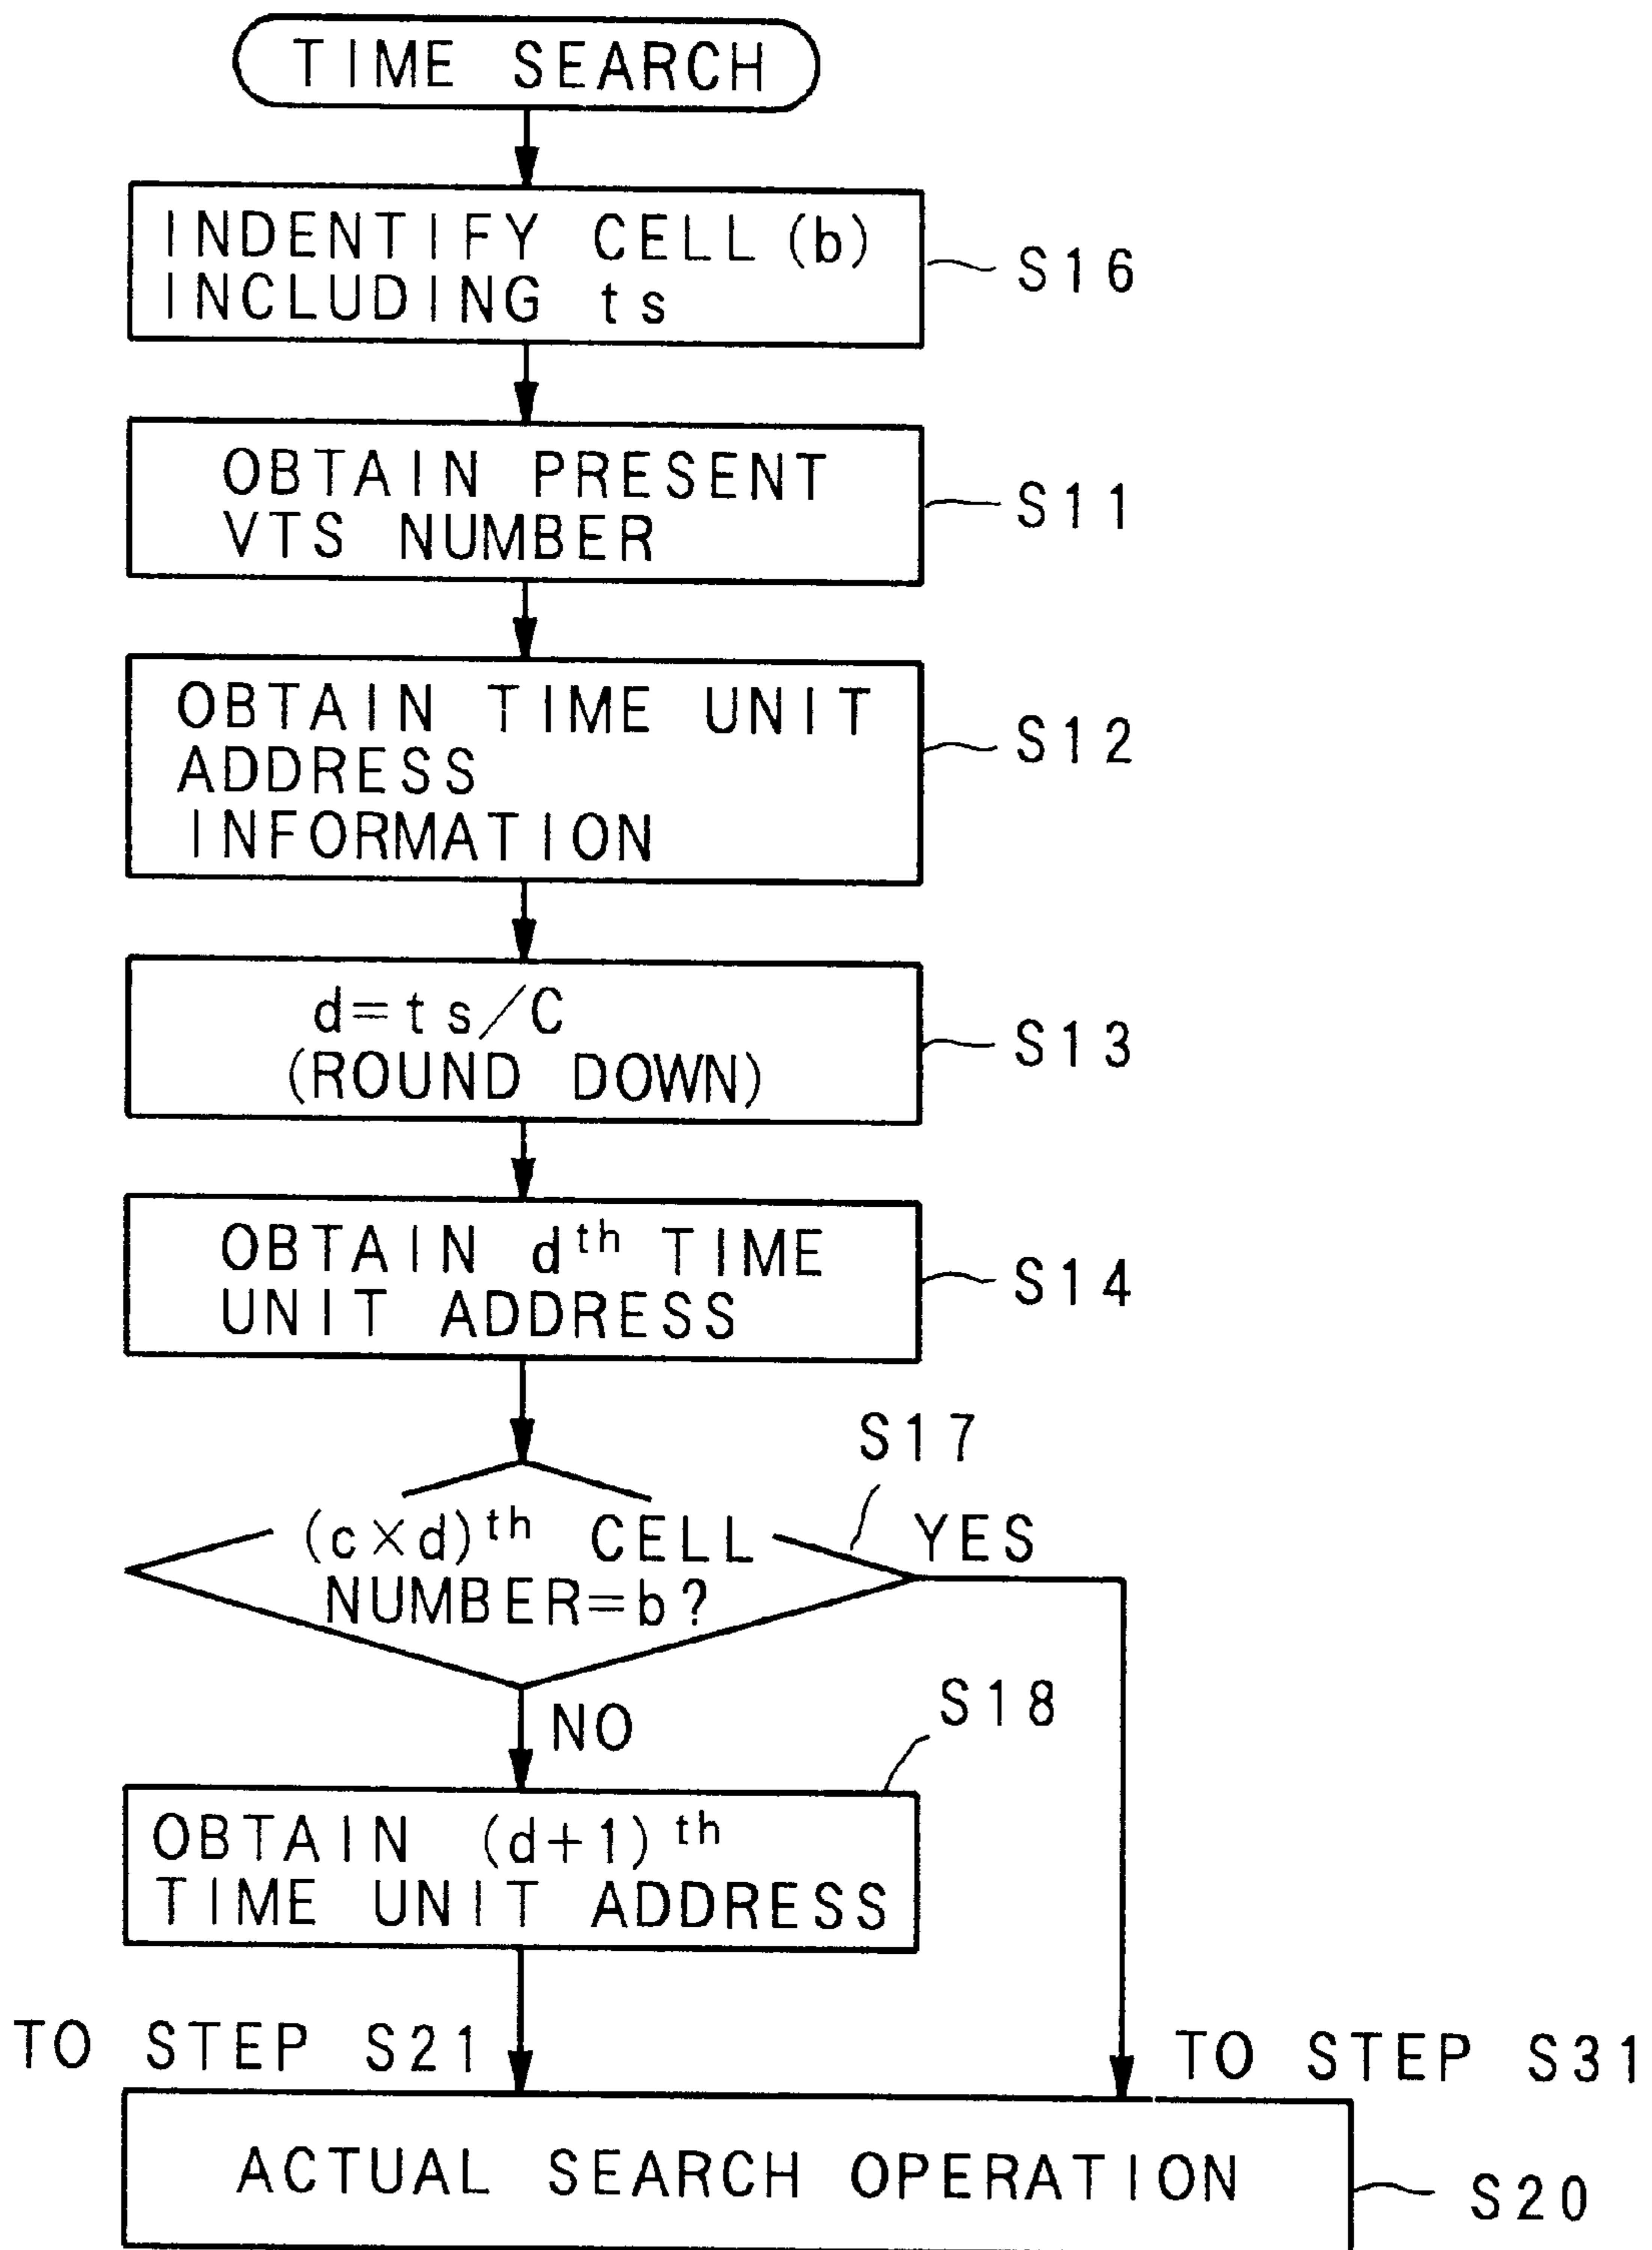 TIME SEARCH
INDENTIFY CELL (b)
INCLUDING ts
S16
OBTAIN PRESENT
VTS NUMBER
S11
OBTAIN TIME UNIT
ADDRESS
INFORMATION
S12
d=ts/C
(ROUND DOWN)
S13
OBTAIN dth TIME
UNIT ADDRESS
S14
S17
(c×d)th CELL
NUMBER=b?
YES
NO
S18
OBTAIN (d+1)th
TIME UNIT ADDRESS
TO STEP S21
TO STEP S31
ACTUAL SEARCH OPERATION
S20